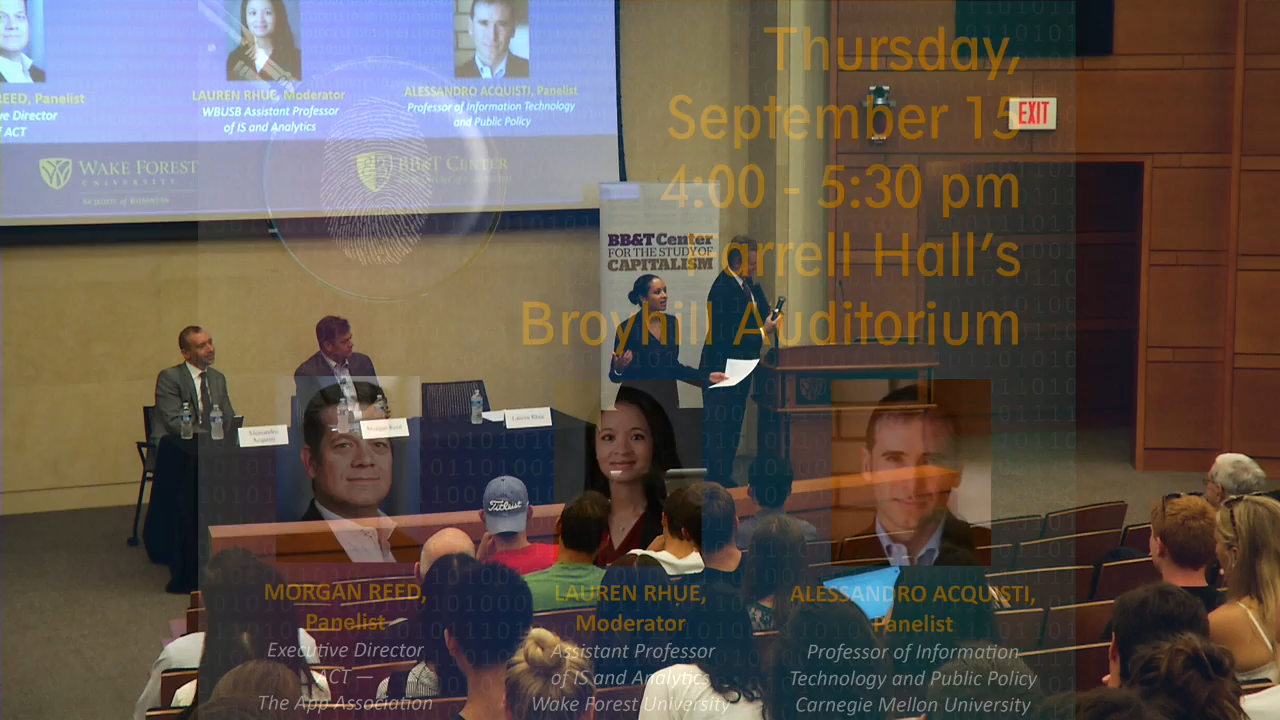 REED, Panelist
ve Director
ACT
LAUREN RHUE, Moderator
WBUSB Assistant Professor
of IS and Analytics
ALESSANDRO ACQUISTI, Panelist
Professor of Information Technology
and Public Policy
WAKE FOREST
UNIVERSITY
SCHOOL of BUSINESS
BB&T CENTER
Thursday,
September 15
4:00 - 5:30 pm
Farrell Hall's
Broyhill Auditorium
EXIT
BB&T Center
FOR THE STUDY OF
CAPITALISM
Alessandro
Acquisti
Morgan Reed
Lauren Rhue
Titleist
MORGAN REED,
Panelist
Executive Director
ACT —
The App Association
LAUREN RHUE,
Moderator
Assistant Professor
of IS and Analytics
Wake Forest University
ALESSANDRO ACQUISTI,
Panelist
Professor of Information
Technology and Public Policy
Carnegie Mellon University